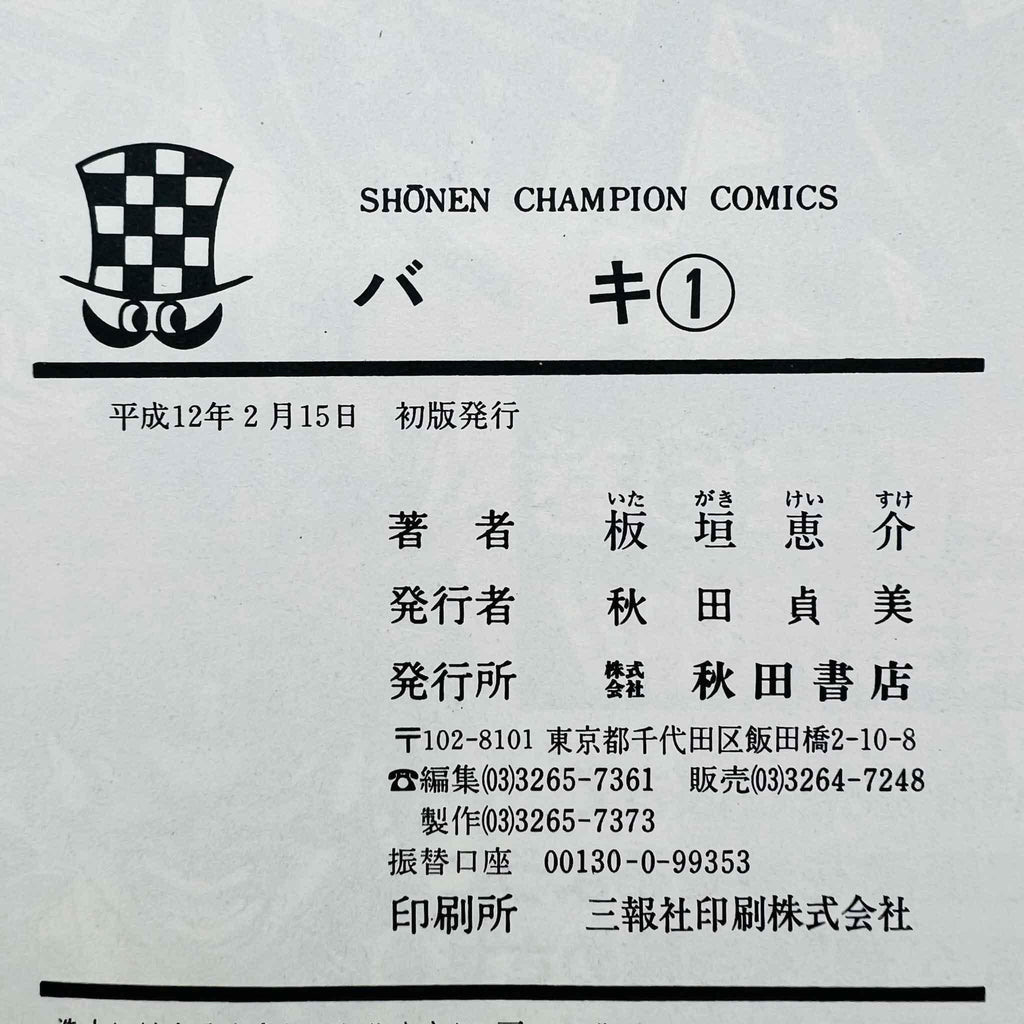 SHŌNEN CHAMPION COMICS
バキ①
平成12年2月15日 初版発行
いた がき けい すけ
著者 板垣恵介
発行者 秋田貞美
発行所 株式会社 秋田書店
〒102-8101 東京都千代田区飯田橋2-10-8
☎編集(03)3265-7361 販売(03)3264-7248
製作(03)3265-7373
振替口座 00130-0-99353
印刷所 三報社印刷株式会社